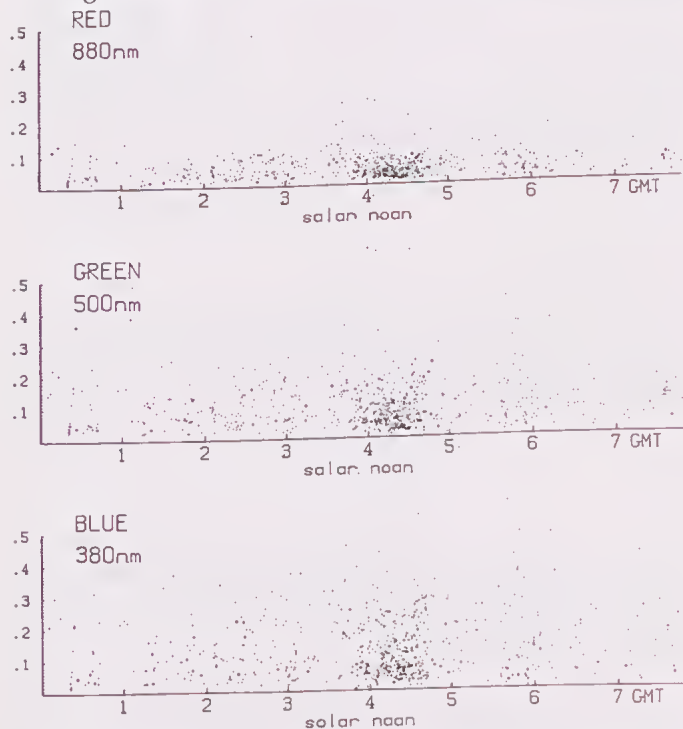 RED
880nm
.5
.4
.3
.2
.1
1 2 3 4 5 6 7 GMT
solar noon
GREEN
500nm
.5
.4
.3
.2
.1
1 2 3 4 5 6 7 GMT
solar noon
BLUE
380nm
.5
.4
.3
.2
.1
1 2 3 4 5 6 7 GMT
solar noon